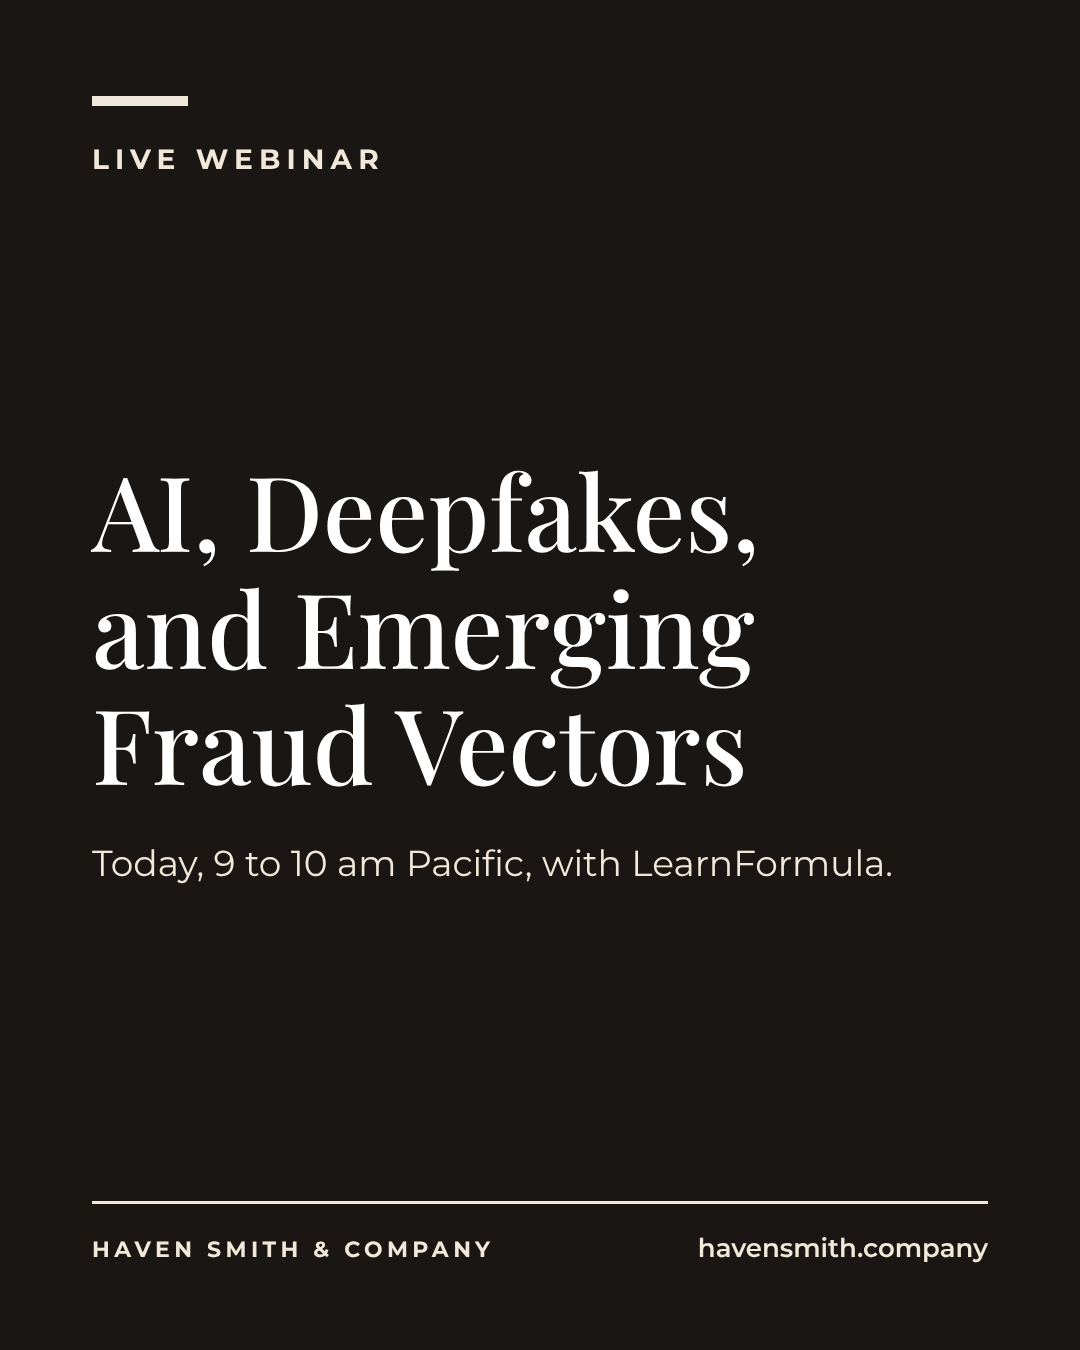 LIVE WEBINAR
AI, Deepfakes,
and Emerging
Fraud Vectors
Today, 9 to 10 am Pacific, with LearnFormula.
HAVEN SMITH & COMPANY
havensmith.company